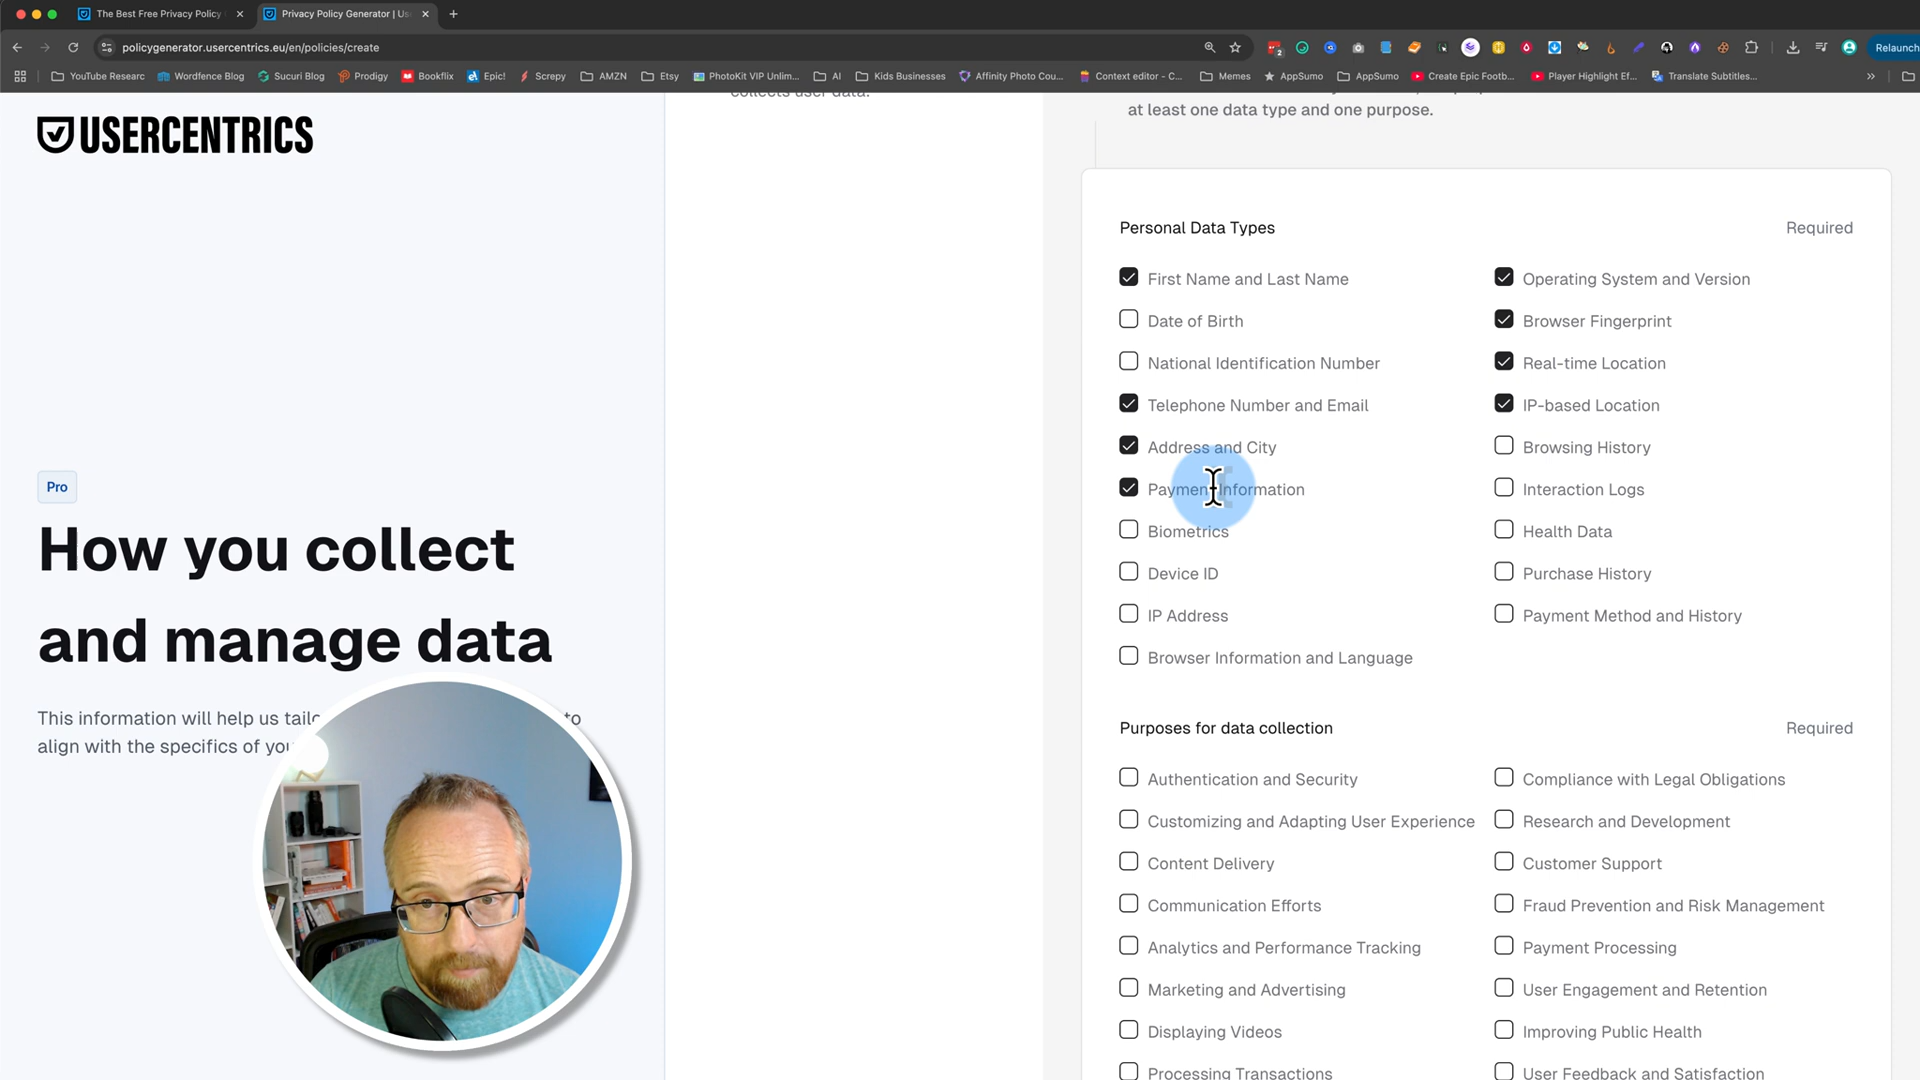 The Best Free Privacy Policy
Privacy Policy Generator | Us
policygenerator.usercentrics.eu/en/policies/create
Relaunch
YouTube Researc
Wordfence Blog
Sucuri Blog
Prodigy
Bookflix
Epic!
Screpy
AMZN
Etsy
PhotoKit VIP Unlim...
AI
Kids Businesses
Affinity Photo Cou...
Context editor - C...
Memes
AppSumo
AppSumo
Create Epic Footb...
Player Highlight Ef...
Translate Subtitles...
USERCENTRICS
Pro
How you collect
and manage data
This information will help us tail
to
align with the specifics of you
collects user data.
at least one data type and one purpose.
Personal Data Types
Required
First Name and Last Name
Operating System and Version
Date of Birth
Browser Fingerprint
National Identification Number
Real-time Location
Telephone Number and Email
IP-based Location
Address and City
Browsing History
Payment Information
Interaction Logs
Biometrics
Health Data
Device ID
Purchase History
IP Address
Payment Method and History
Browser Information and Language
Purposes for data collection
Required
Authentication and Security
Compliance with Legal Obligations
Customizing and Adapting User Experience
Research and Development
Content Delivery
Customer Support
Communication Efforts
Fraud Prevention and Risk Management
Analytics and Performance Tracking
Payment Processing
Marketing and Advertising
User Engagement and Retention
Displaying Videos
Improving Public Health
Processing Transactions
User Feedback and Satisfaction